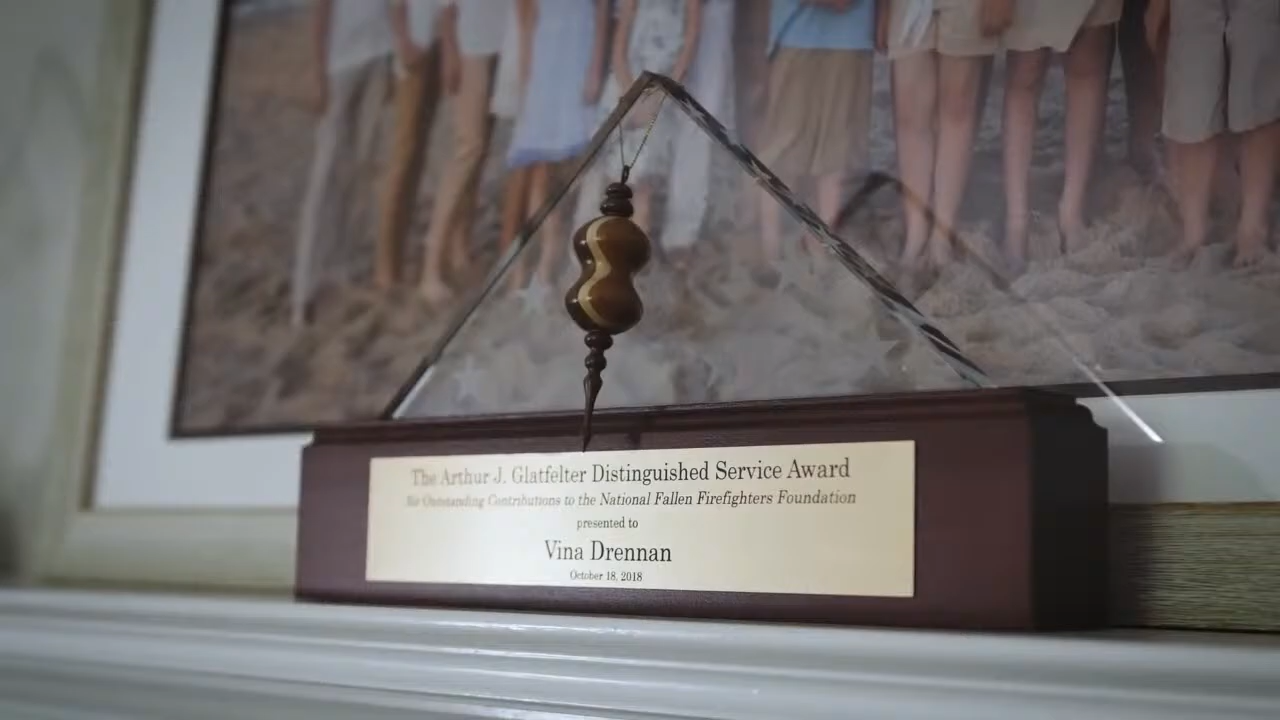 The Arthur J. Glatfelter Distinguished Service Award
for Outstanding Contributions to the National Fallen Firefighters Foundation
presented to
Vina Drennan
October 18, 2018